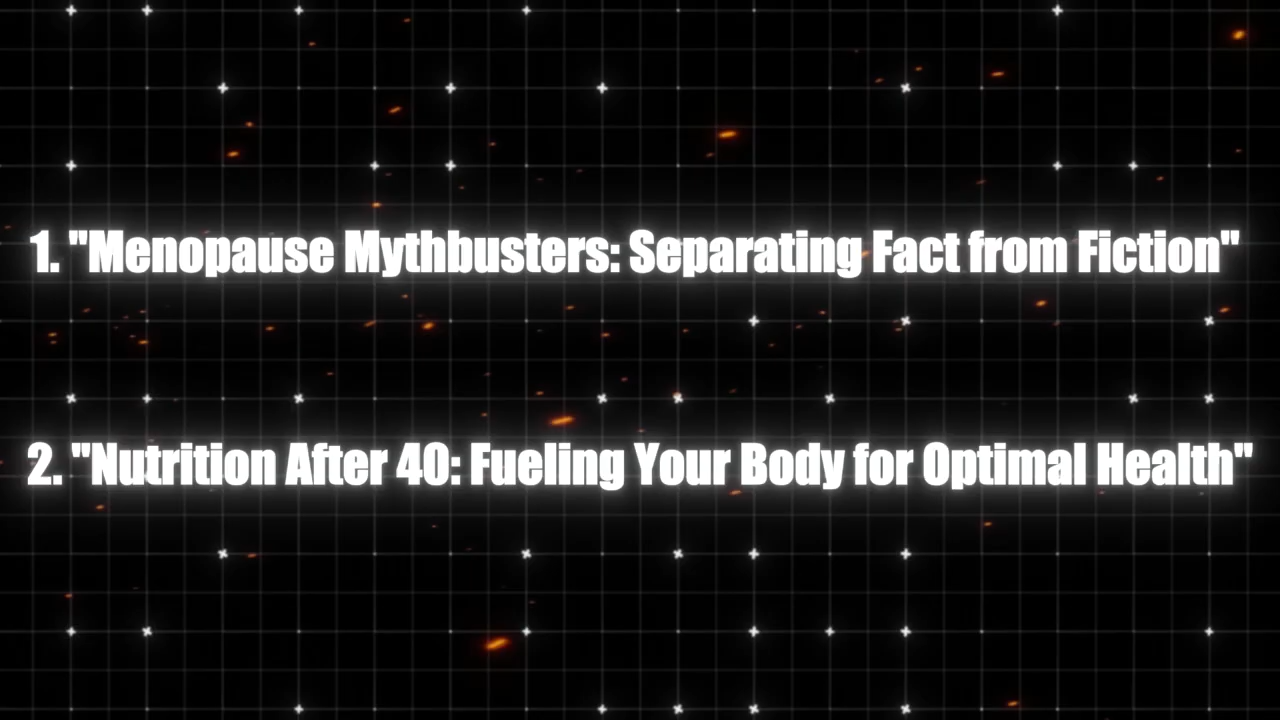 1. "Menopause Mythbusters: Separating Fact from Fiction"
2. "Nutrition After 40: Fueling Your Body for Optimal Health"